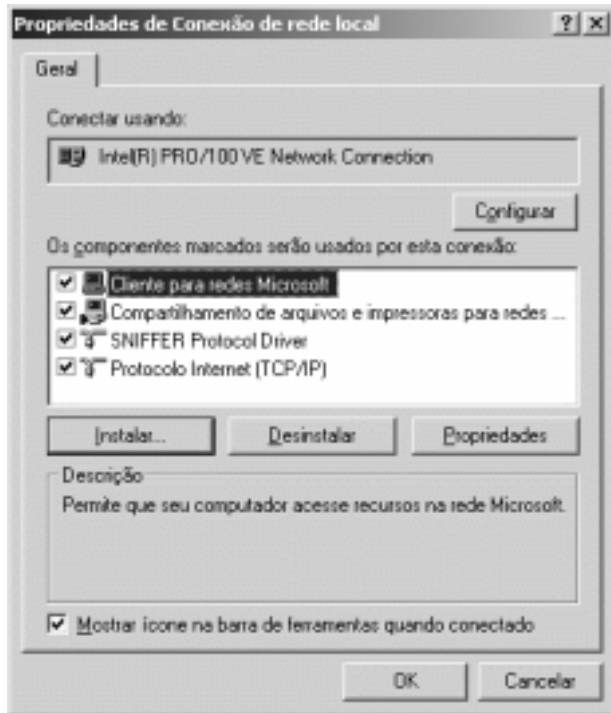 Propriedades de Conexão de rede local
Geral
Conectar usando:
Intel(R) PRO/100 VE Network Connection
Configurar
Os componentes marcados serão usados por esta conexão:
Cliente para redes Microsoft
Compartilhamento de arquivos e impressoras para redes ...
SNIFFER Protocol Driver
Protocolo Internet (TCP/IP)
Instalar... Desinstalar Propriedades
Descrição
Permite que seu computador acesse recursos na rede Microsoft.
Mostrar ícone na barra de ferramentas quando conectado
OK Cancelar